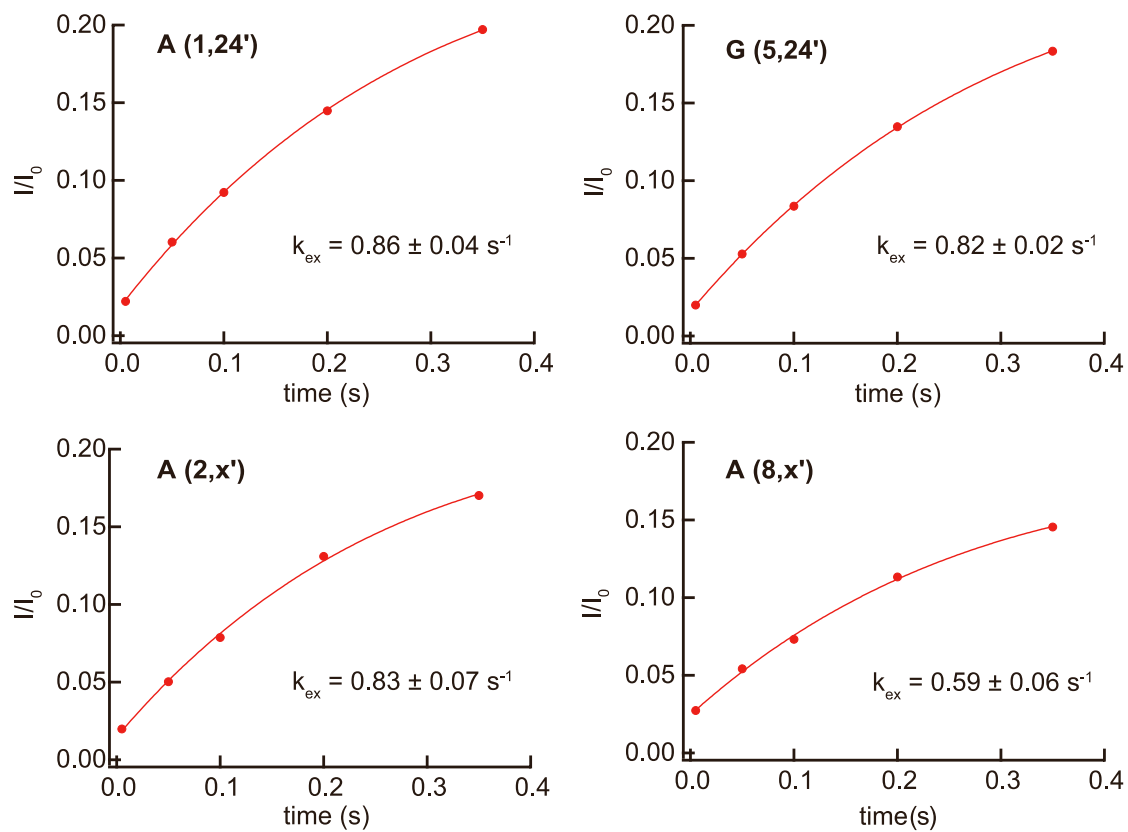 A (1,24')
0.20
0.15
0.10
0.05
0.00
I/I₀
kₑₓ = 0.86 ± 0.04 s⁻¹
0.0 0.1 0.2 0.3 0.4
time (s)
G (5,24')
0.20
0.15
0.10
0.05
0.00
I/I₀
kₑₓ = 0.82 ± 0.02 s⁻¹
0.0 0.1 0.2 0.3 0.4
time (s)
A (2,x')
0.20
0.15
0.10
0.05
0.00
I/I₀
kₑₓ = 0.83 ± 0.07 s⁻¹
0.0 0.1 0.2 0.3 0.4
time (s)
A (8,x')
0.20
0.15
0.10
0.05
0.00
I/I₀
kₑₓ = 0.59 ± 0.06 s⁻¹
0.0 0.1 0.2 0.3 0.4
time(s)